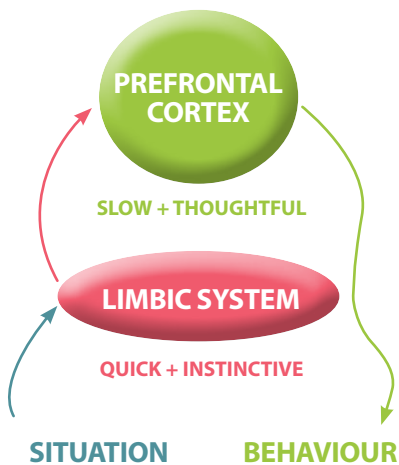 PREFRONTAL
CORTEX
SLOW + THOUGHTFUL
LIMBIC SYSTEM
QUICK + INSTINCTIVE
SITUATION
BEHAVIOUR